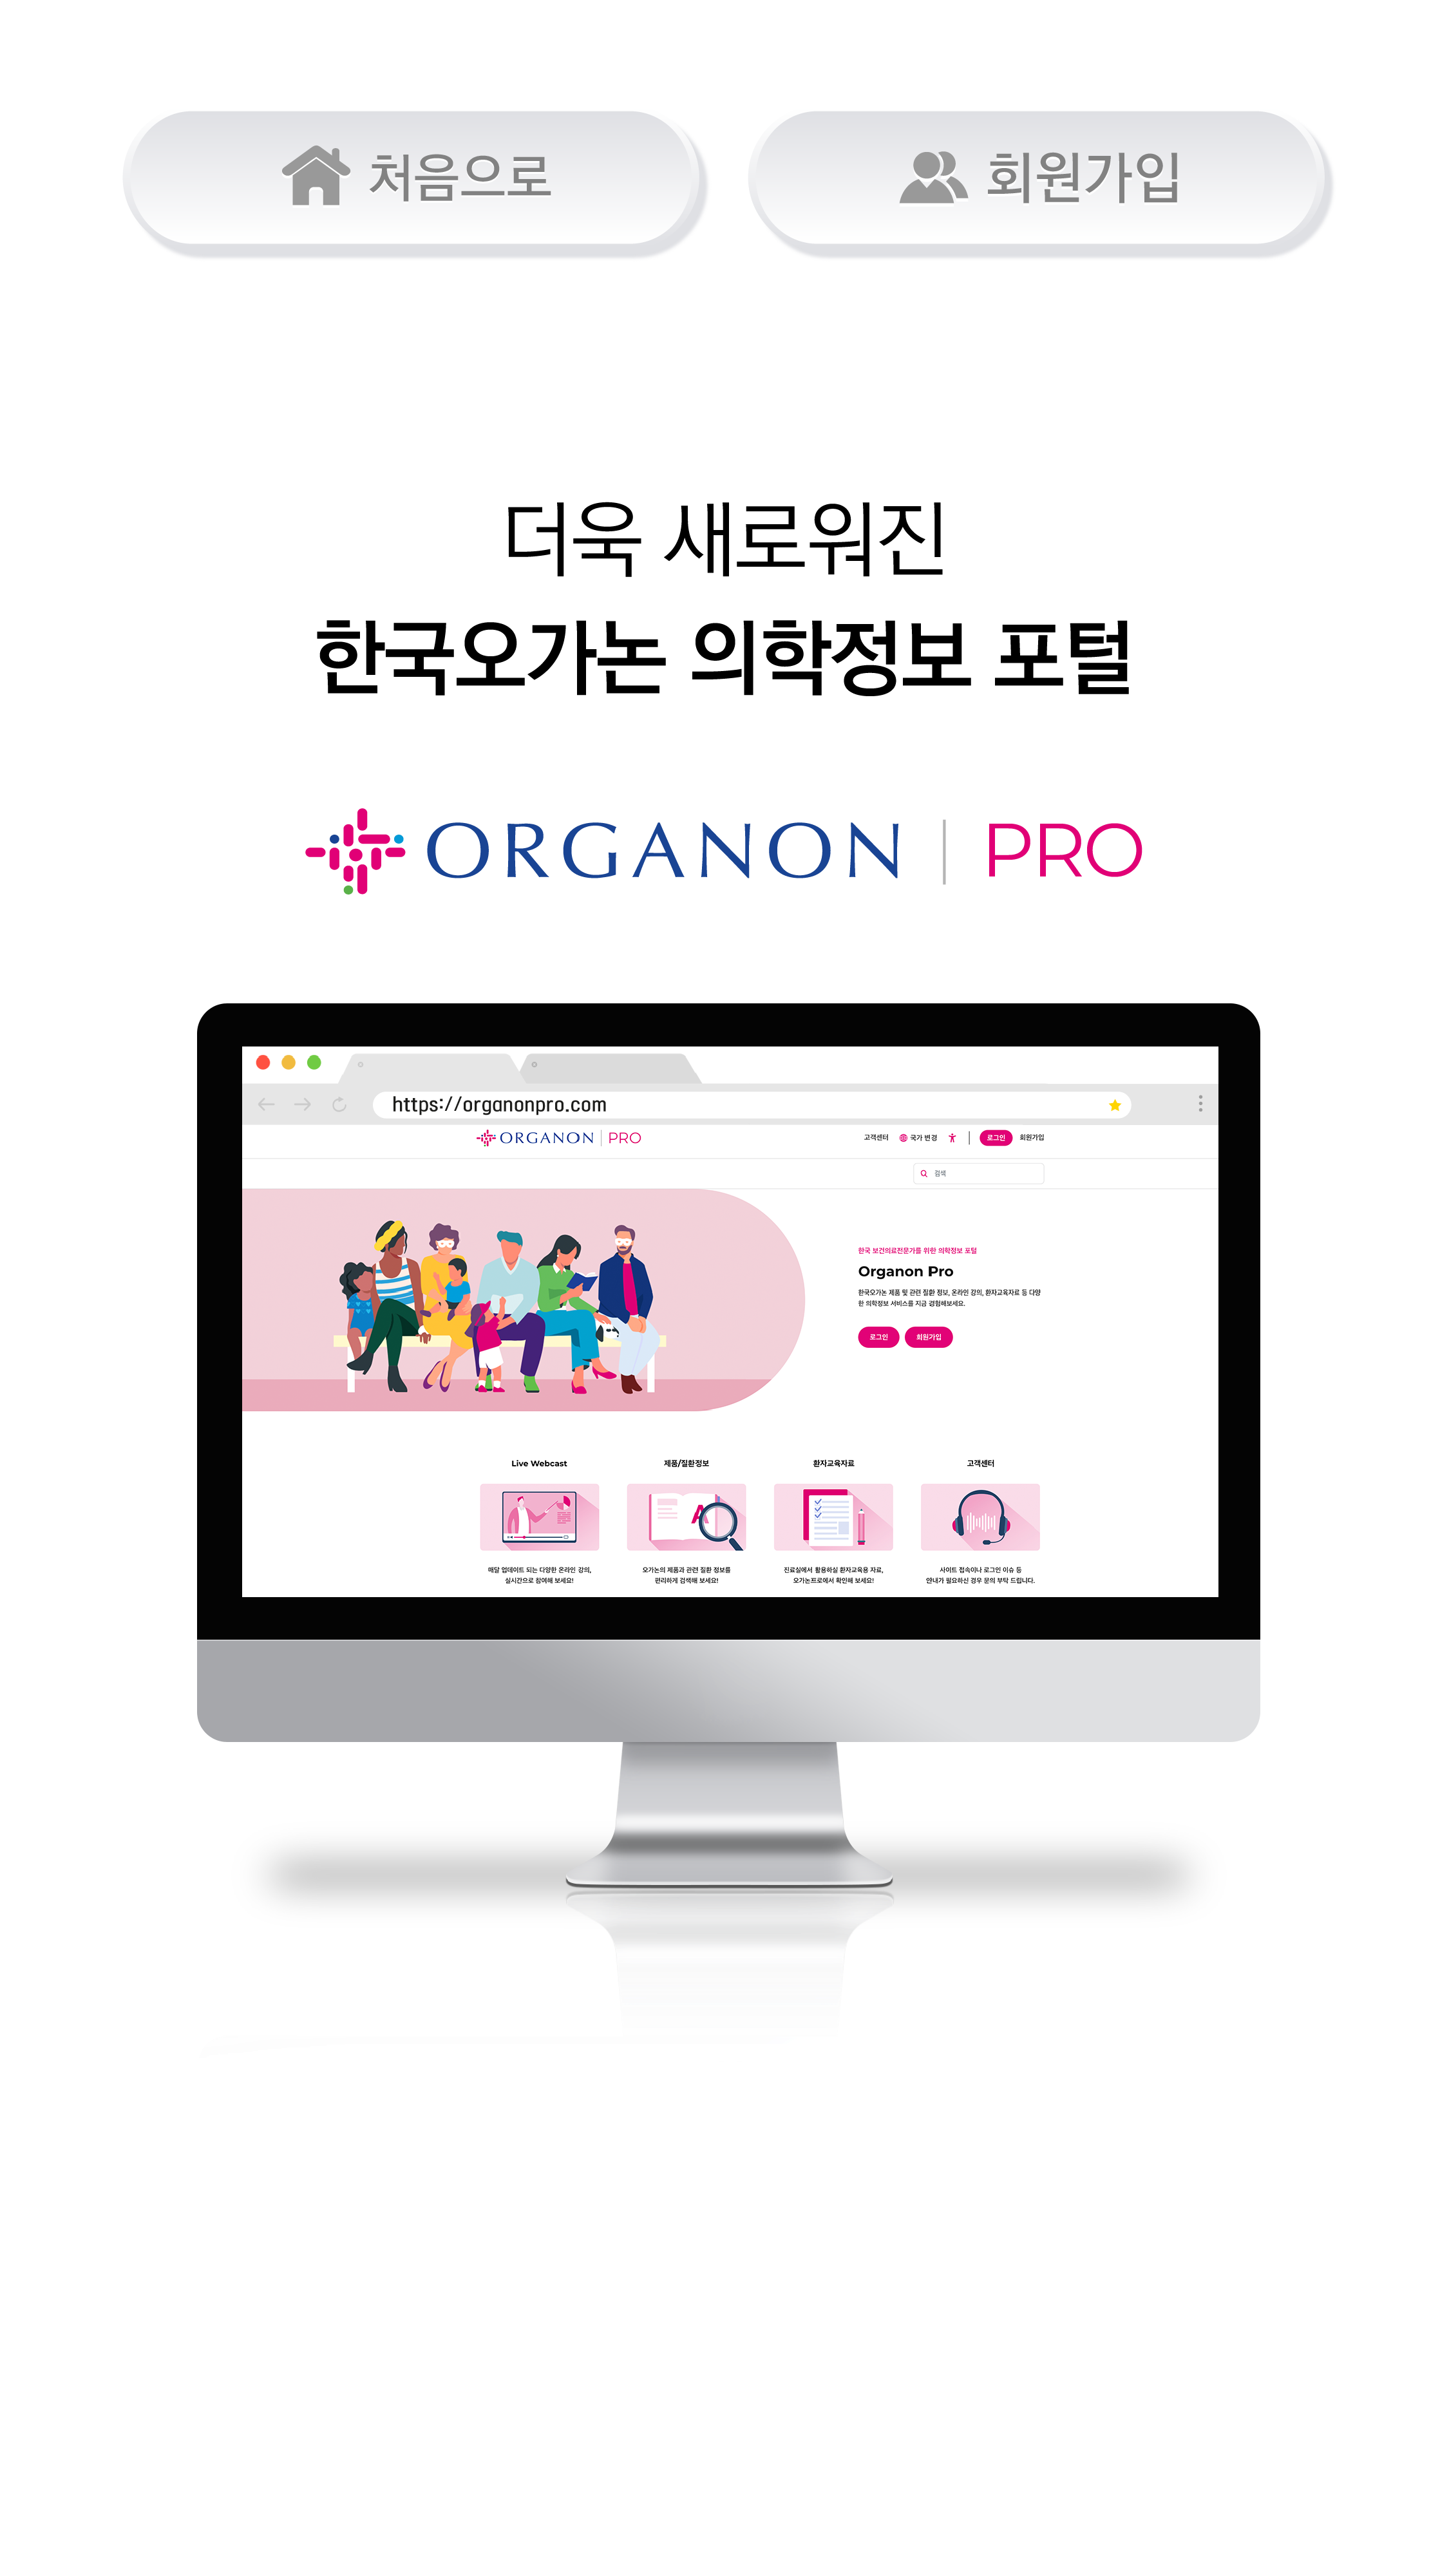 처음으로
회원가입
더욱 새로워진
한국오가논 의학정보 포털
ORGANON PRO
https://organonpro.com
ORGANON PRO
고객센터 국가 변경 로그인 회원가입
검색
한국 보건의료전문가를 위한 의학정보 포털
Organon Pro
한국오가논 제품 및 관련 질환 정보, 온라인 강의, 환자교육자료 등 다양
한 의학정보 서비스를 지금 경험해보세요.
로그인 회원가입
Live Webcast
매달 업데이트 되는 다양한 온라인 강의,
실시간으로 참여해 보세요!
제품/질환정보
A
오가논의 제품과 관련 질환 정보를
편리하게 검색해 보세요!
환자교육자료
진료실에서 활용하실 환자교육용 자료,
오가논프로에서 확인해 보세요!
고객센터
사이트 접속이나 로그인 이슈 등
안내가 필요하신 경우 문의 부탁 드립니다.